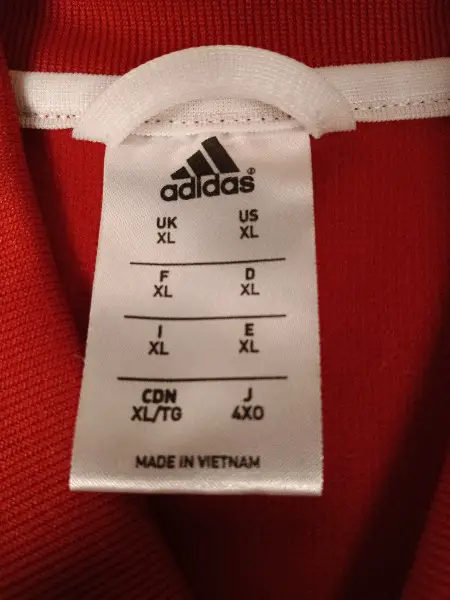 adidas®
UK US
XL XL
F D
XL XL
I E
XL XL
CDN J
XL/TG 4XO
MADE IN VIETNAM